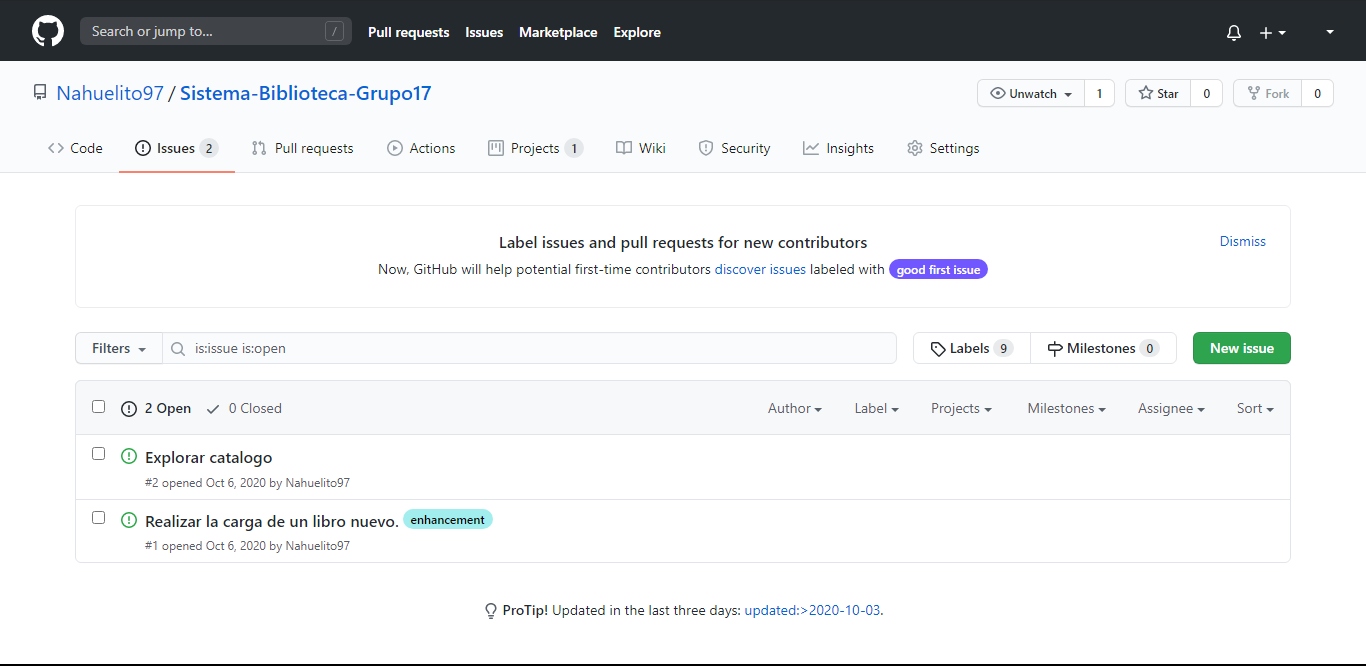 Search or jump to... /
Pull requests Issues Marketplace Explore
Nahuelito97 / Sistema-Biblioteca-Grupo17
Unwatch 1 Star 0 Fork 0
Code Issues 2 Pull requests Actions Projects 1 Wiki Security Insights Settings
Label issues and pull requests for new contributors
Dismiss
Now, GitHub will help potential first-time contributors discover issues labeled with good first issue
Filters is:issue is:open Labels 9 Milestones 0 New issue
2 Open 0 Closed Author Label Projects Milestones Assignee Sort
Explorar catalogo
#2 opened Oct 6, 2020 by Nahuelito97
Realizar la carga de un libro nuevo. enhancement
#1 opened Oct 6, 2020 by Nahuelito97
ProTip! Updated in the last three days: updated:>2020-10-03.